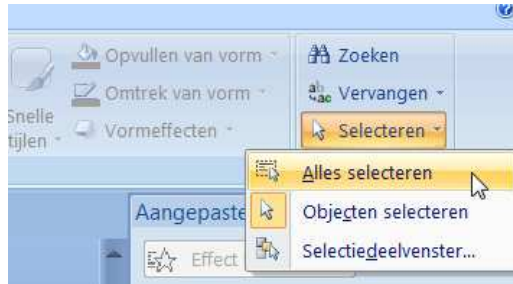 Opvullen van vorm
Omtrek van vorm
Vormeffecten
Snelle
tijlen
Zoeken
Vervangen
Selecteren
Alles selecteren
Objecten selecteren
Selectiedeelvenster...
Aangepaste
Effect